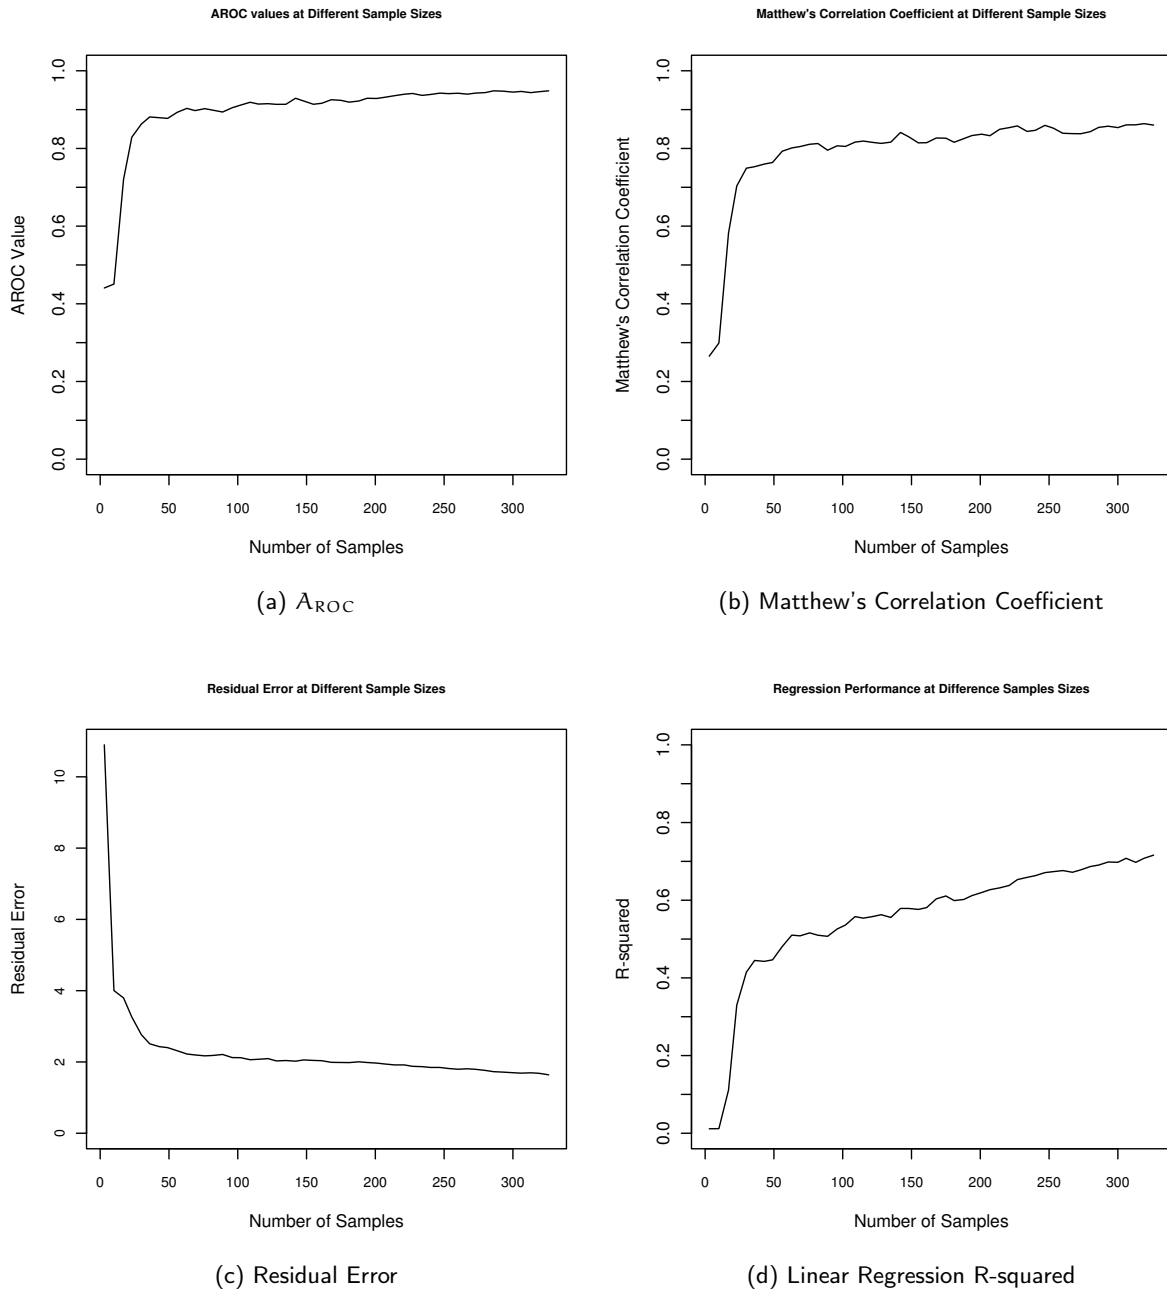 AROC values at Different Sample Sizes
1.0
0.8
0.6
0.4
0.2
0.0
AROC Value
0 50 100 150 200 250 300
Number of Samples
(a) AROC
Matthew's Correlation Coefficient at Different Sample Sizes
1.0
0.8
0.6
0.4
0.2
0.0
Matthew's Correlation Coefficient
0 50 100 150 200 250 300
Number of Samples
(b) Matthew's Correlation Coefficient
Residual Error at Different Sample Sizes
10
8
6
4
2
0
Residual Error
0 50 100 150 200 250 300
Number of Samples
(c) Residual Error
Regression Performance at Difference Samples Sizes
1.0
0.8
0.6
0.4
0.2
0.0
R-squared
0 50 100 150 200 250 300
Number of Samples
(d) Linear Regression R-squared